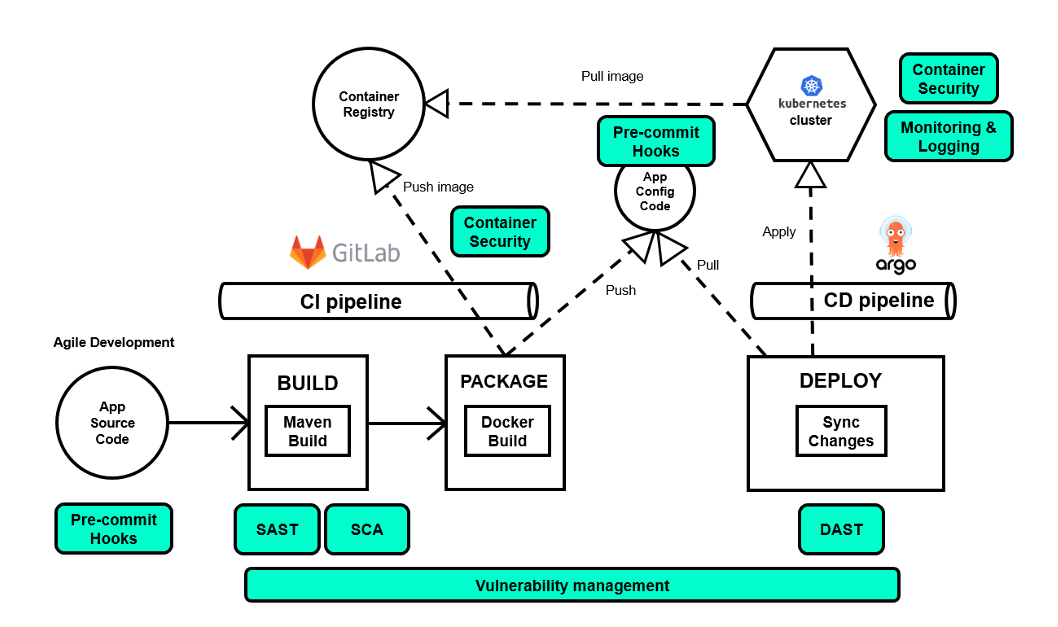 Pull image
Container
Registry
kubernetes
cluster
Container
Security
Monitoring &
Logging
Pre-commit
Hooks
App
Config
Code
Push image
Container
Security
GitLab
Apply
argo
Pull
Push
CI pipeline
CD pipeline
Agile Development
App
Source
Code
BUILD
Maven
Build
PACKAGE
Docker
Build
DEPLOY
Sync
Changes
Pre-commit
Hooks
SAST
SCA
DAST
Vulnerability management